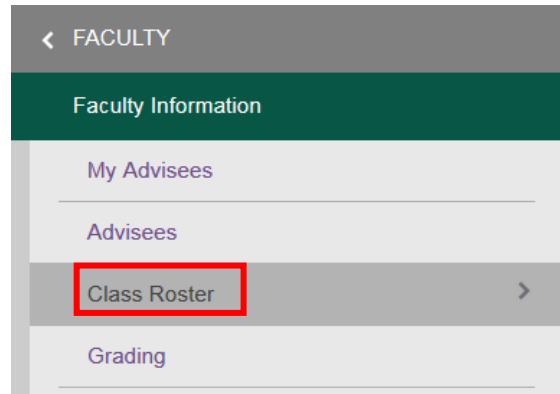 FACULTY
Faculty Information
My Advisees
Advisees
Class Roster
Grading